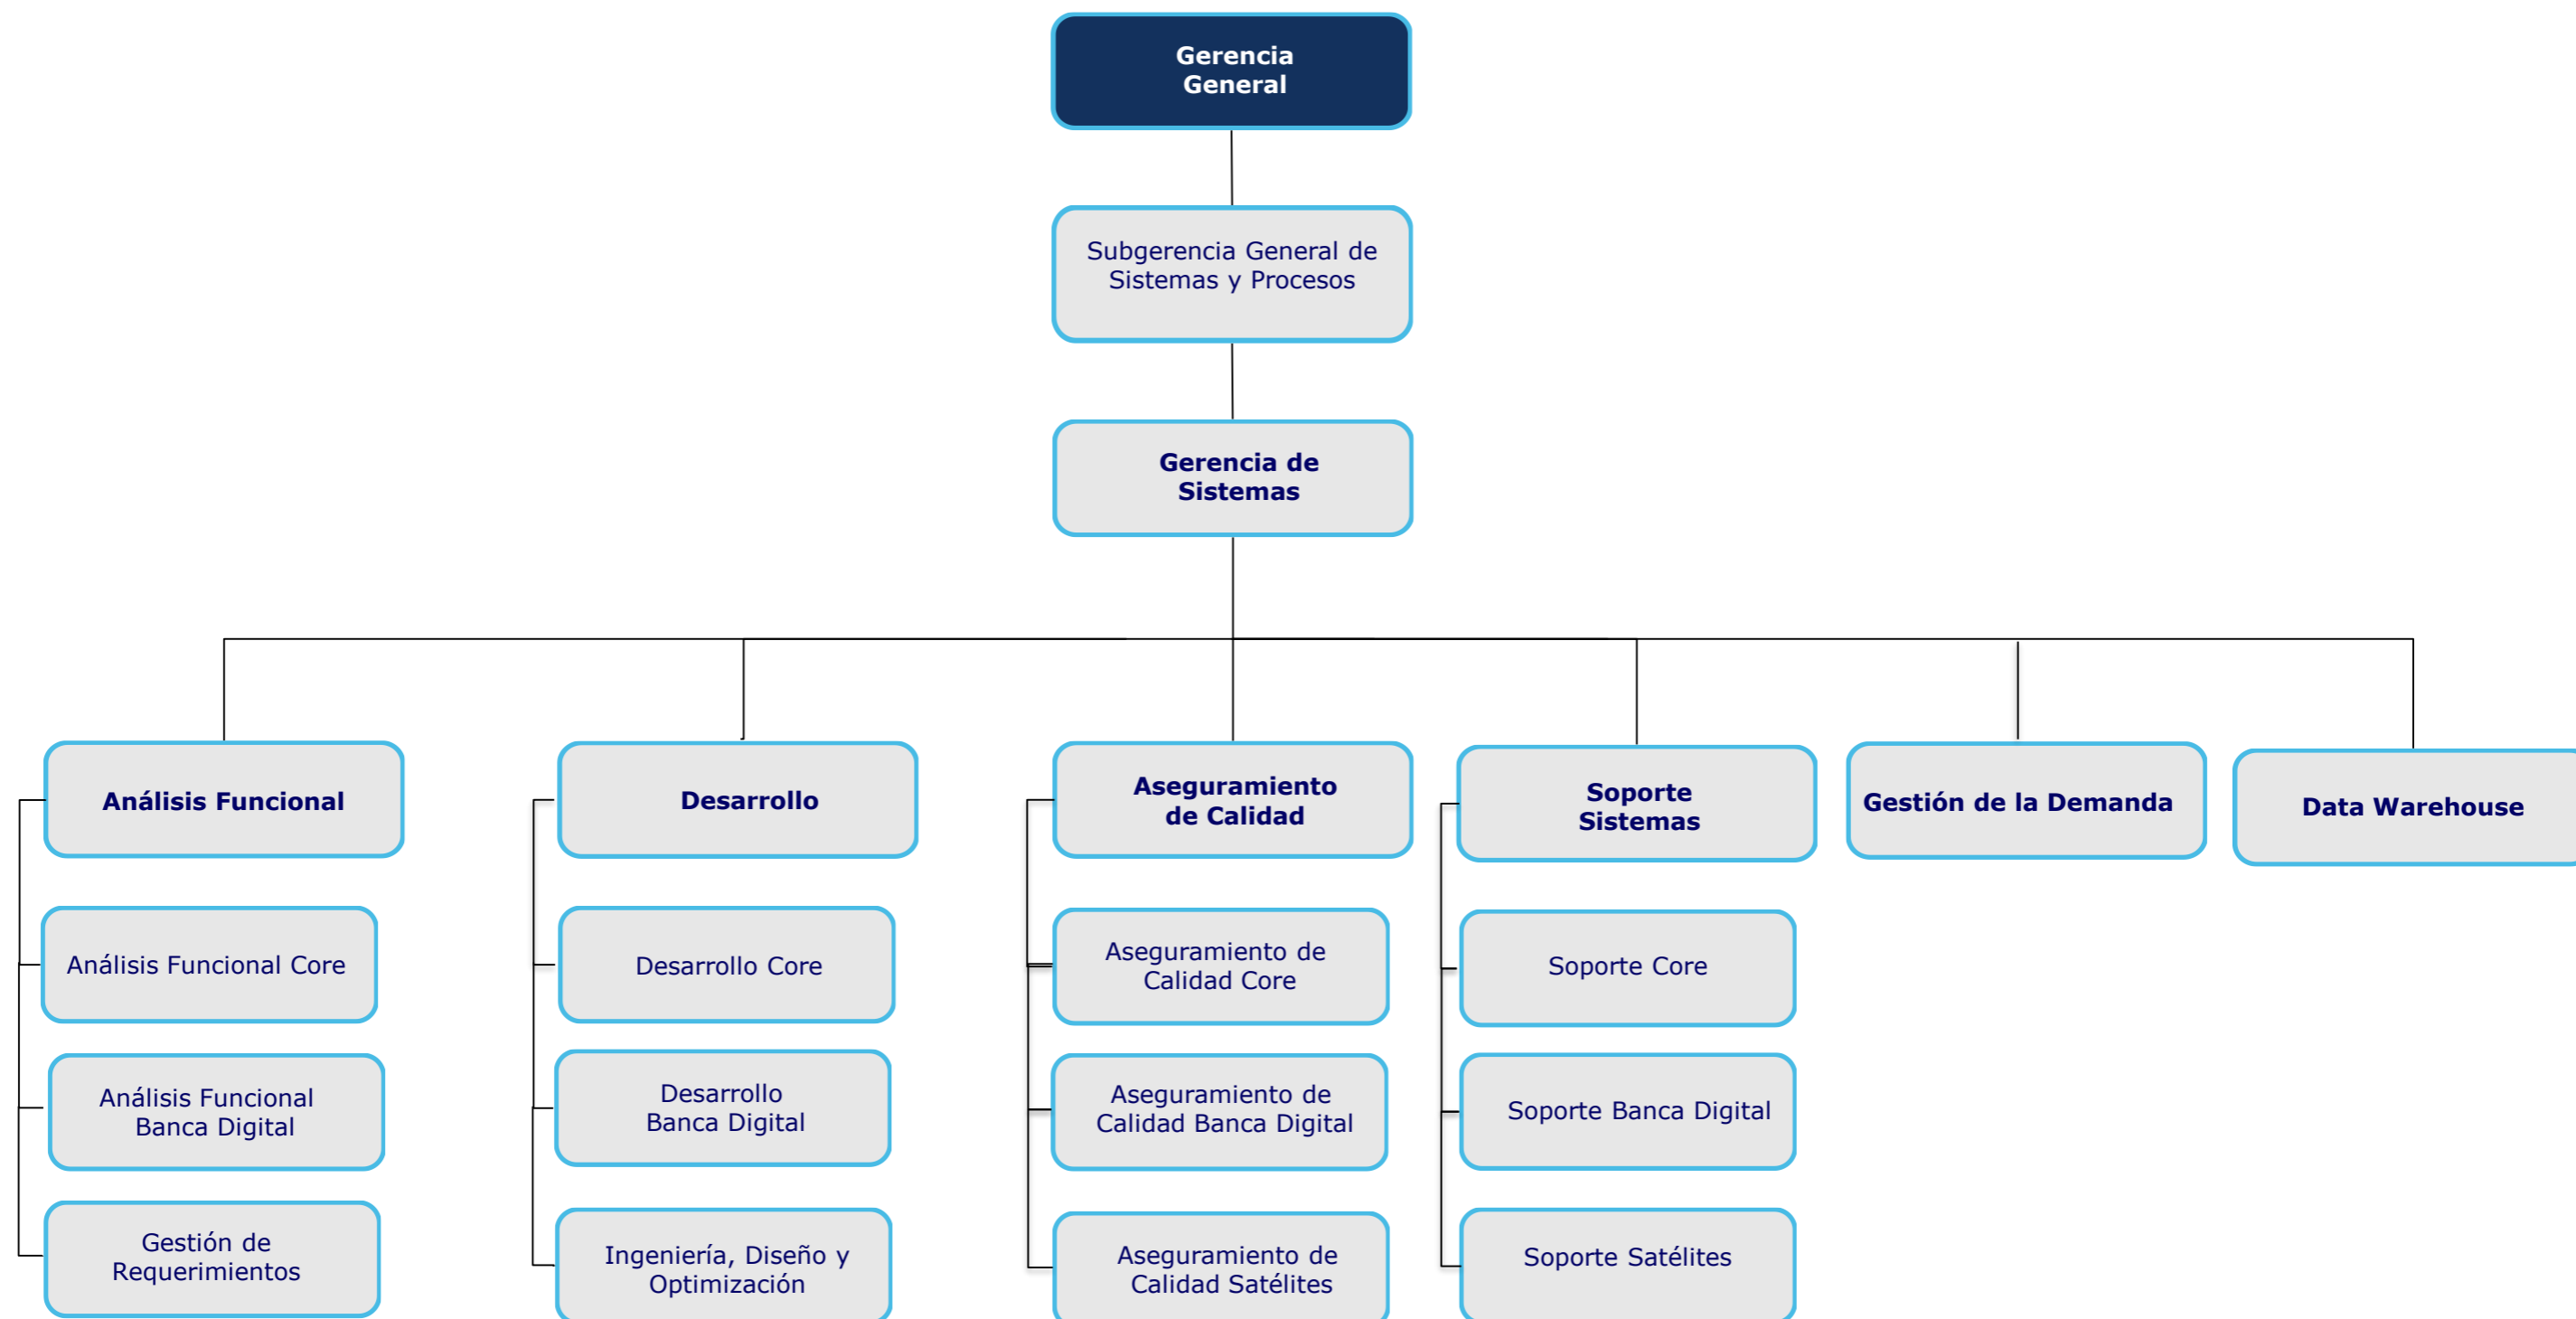 Gerencia
General
Subgerencia General de
Sistemas y Procesos
Gerencia de
Sistemas
Análisis Funcional
Desarrollo
Aseguramiento
de Calidad
Soporte
Sistemas
Gestión de la Demanda
Data Warehouse
Análisis Funcional Core
Desarrollo Core
Aseguramiento de
Calidad Core
Soporte Core
Análisis Funcional
Banca Digital
Desarrollo
Banca Digital
Aseguramiento de
Calidad Banca Digital
Soporte Banca Digital
Gestión de
Requerimientos
Ingeniería, Diseño y
Optimización
Aseguramiento de
Calidad Satélites
Soporte Satélites